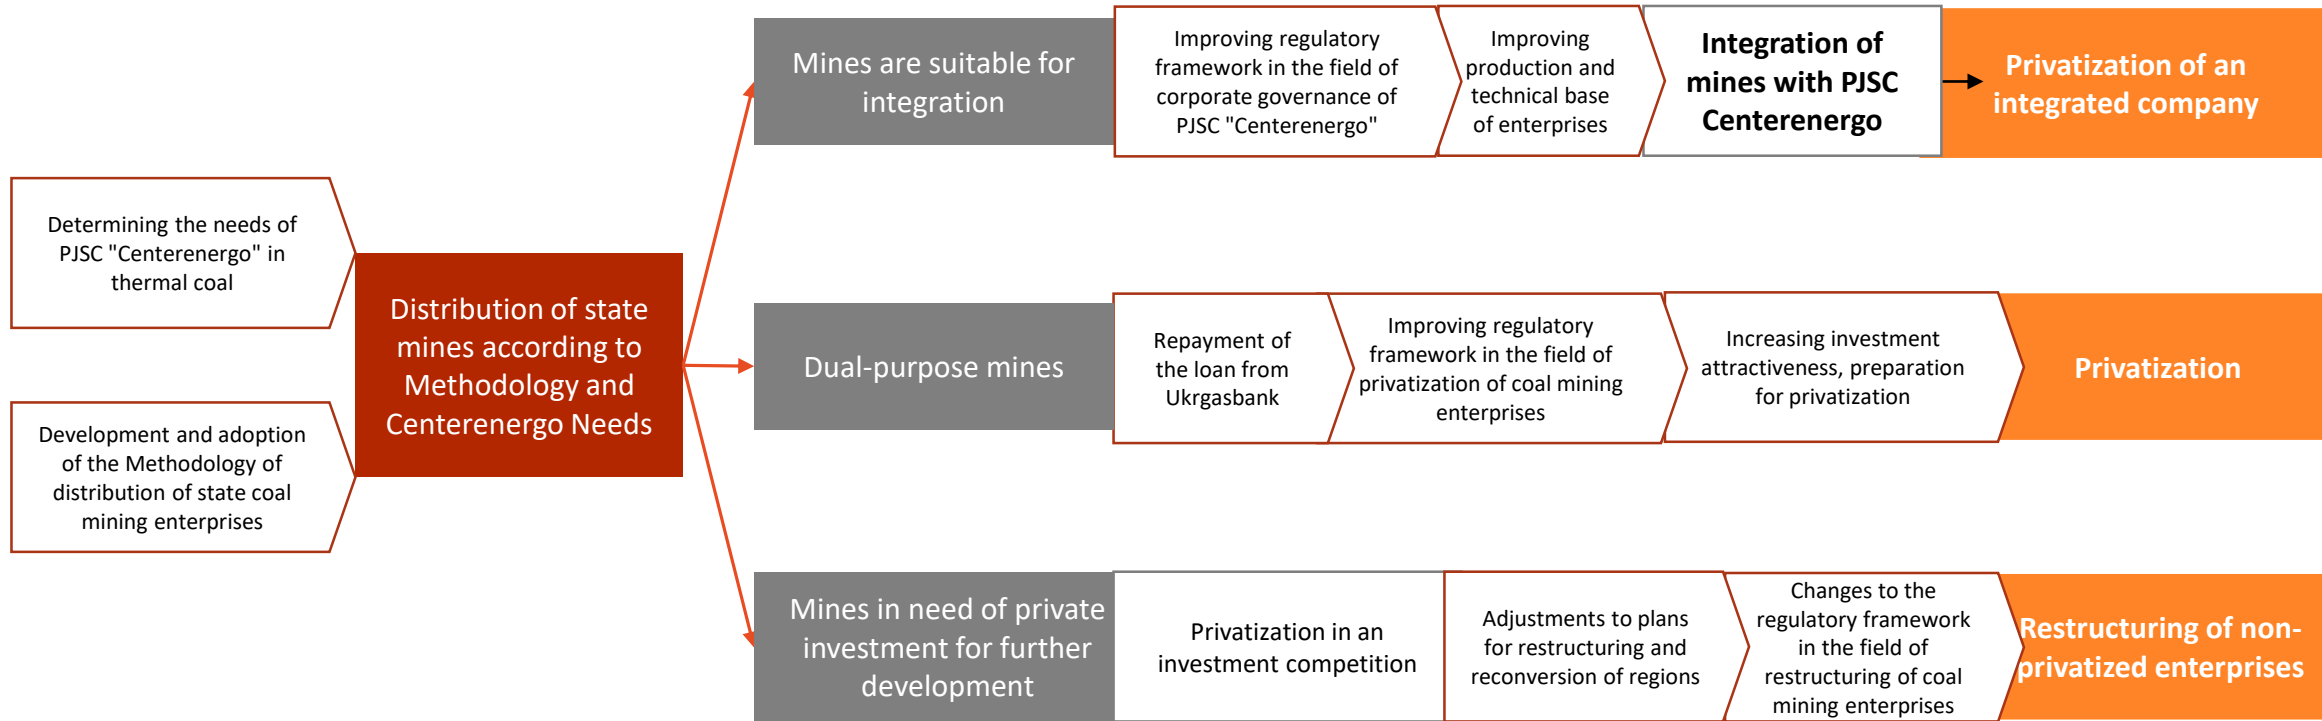 Determining the needs of
PJSC "Centerenergo" in
thermal coal
Development and adoption
of the Methodology of
distribution of state coal
mining enterprises
Distribution of state
mines according to
Methodology and
Centerenergo Needs
Mines are suitable for
integration
Improving regulatory
framework in the field of
corporate governance of
PJSC "Centerenergo"
Improving
production and
technical base
of enterprises
Integration of
mines with PJSC
Centerenergo
Privatization of an
integrated company
Dual-purpose mines
Repayment of
the loan from
Ukrgasbank
Improving regulatory
framework in the field of
privatization of coal mining
enterprises
Increasing investment
attractiveness, preparation
for privatization
Privatization
Mines in need of private
investment for further
development
Privatization in an
investment competition
Adjustments to plans
for restructuring and
reconversion of regions
Changes to the
regulatory framework
in the field of
restructuring of coal
mining enterprises
Restructuring of non-
privatized enterprises